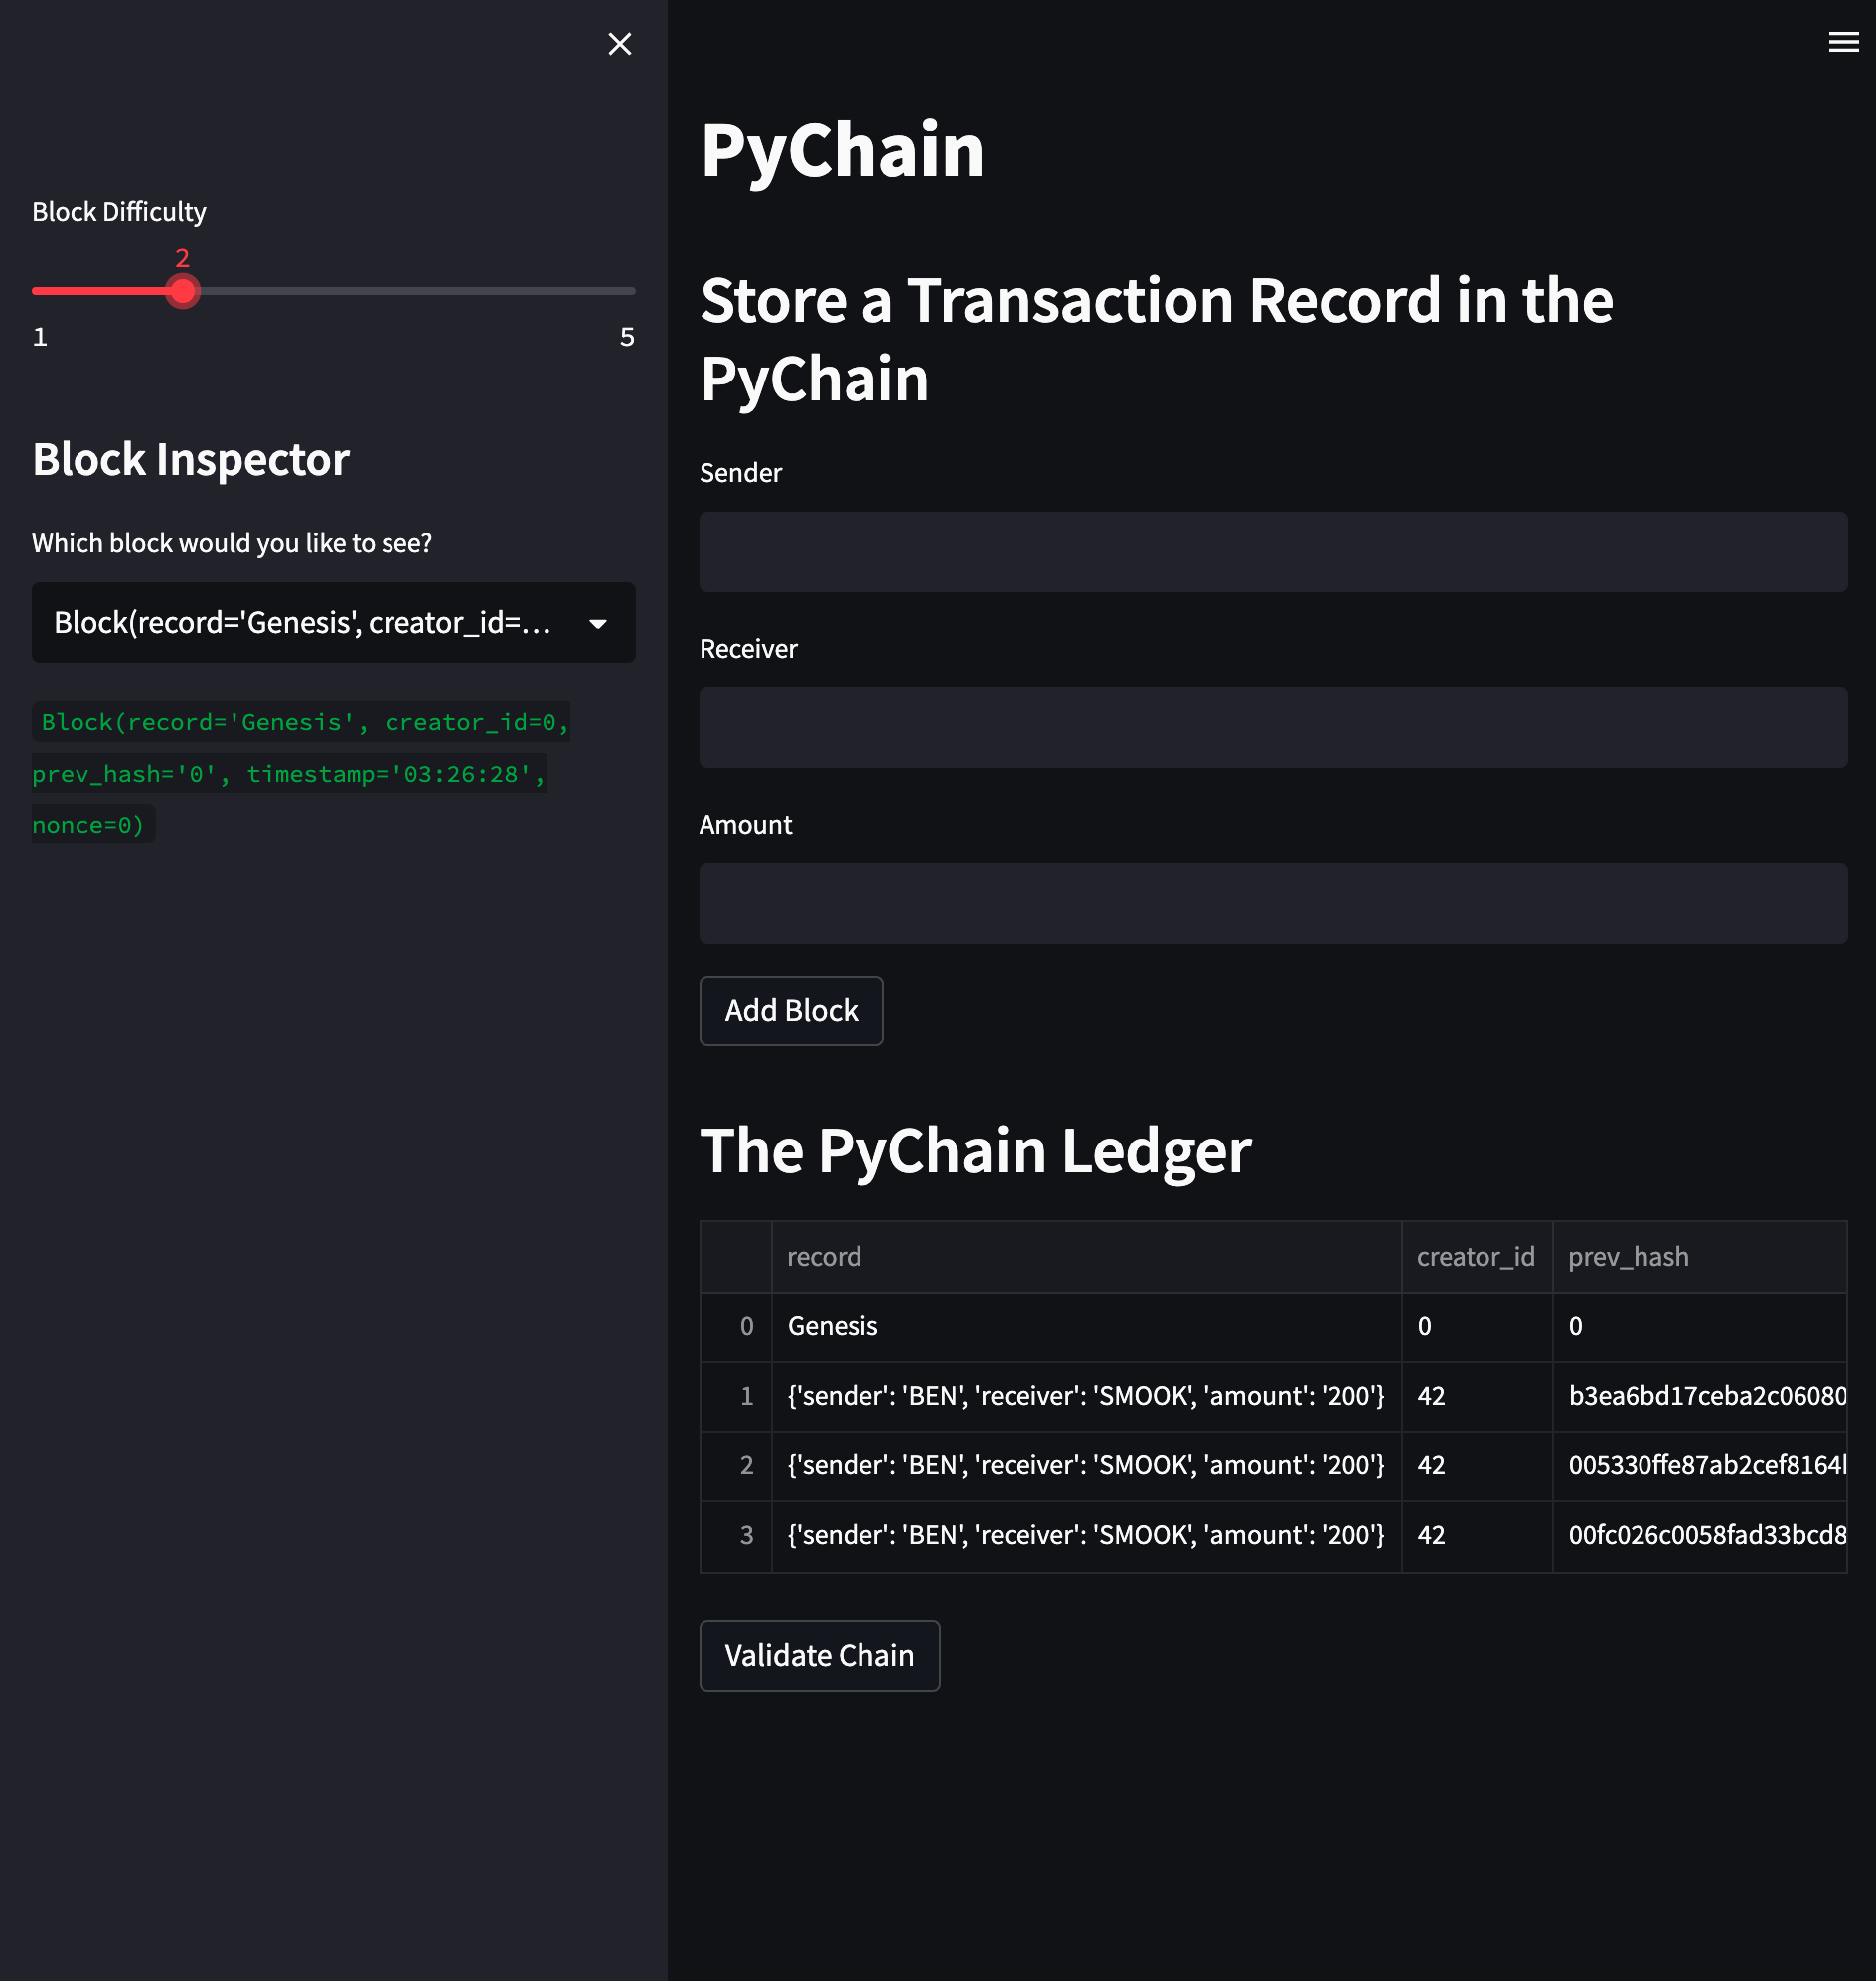 Block Difficulty
2
1 5
Block Inspector
Which block would you like to see?
Block(record='Genesis', creator_id=...
Block(record='Genesis', creator_id=0,
prev_hash='0', timestamp='03:26:28',
nonce=0)
PyChain
Store a Transaction Record in the
PyChain
Sender
Receiver
Amount
Add Block
The PyChain Ledger
record creator_id prev_hash
0 Genesis 0 0
1 {'sender': 'BEN', 'receiver': 'SMOOK', 'amount': '200'} 42 b3ea6bd17ceba2c06080
2 {'sender': 'BEN', 'receiver': 'SMOOK', 'amount': '200'} 42 005330ffe87ab2cef8164
3 {'sender': 'BEN', 'receiver': 'SMOOK', 'amount': '200'} 42 00fc026c0058fad33bcd8
Validate Chain